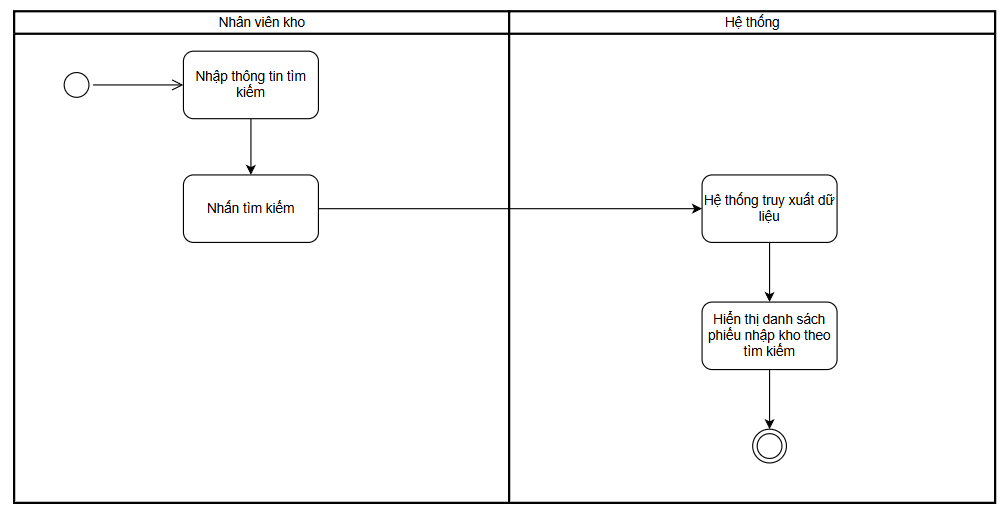 Nhân viên kho
Hệ thống
Nhập thông tin tìm
kiếm
Nhấn tìm kiếm
Hệ thống truy xuất dữ
liệu
Hiển thị danh sách
phiếu nhập kho theo
tìm kiếm